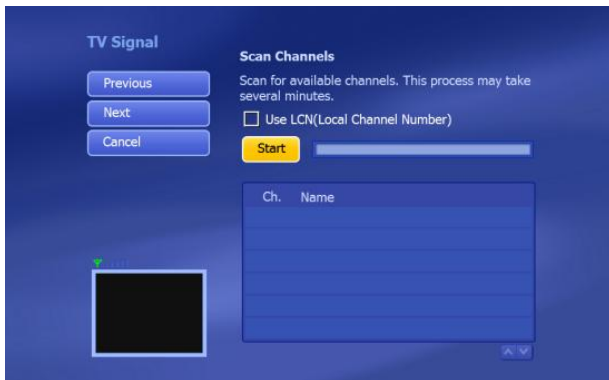 TV Signal
Previous
Next
Cancel
Scan Channels
Scan for available channels. This process may take
several minutes.
Use LCN(Local Channel Number)
Start
Ch. Name